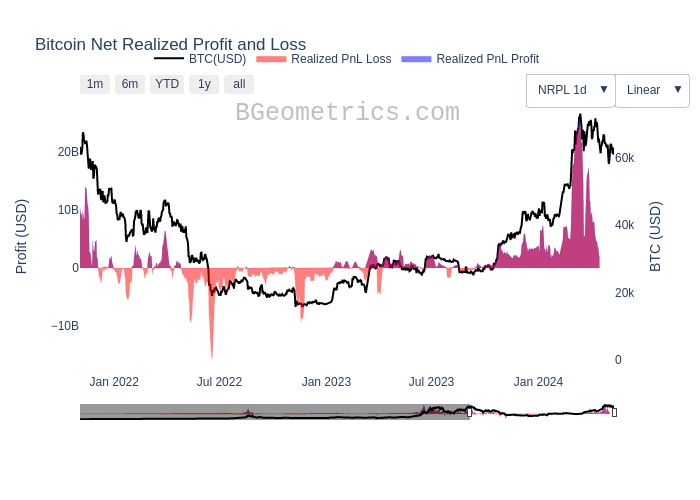 Bitcoin Net Realized Profit and Loss
BTC(USD) Realized PnL Loss Realized PnL Profit
1m 6m YTD 1y all NRPL 1d ▼ Linear ▼
BGeometrics.com
20B
10B
0
−10B
Profit (USD)
60k
40k
20k
0
BTC (USD)
Jan 2022 Jul 2022 Jan 2023 Jul 2023 Jan 2024